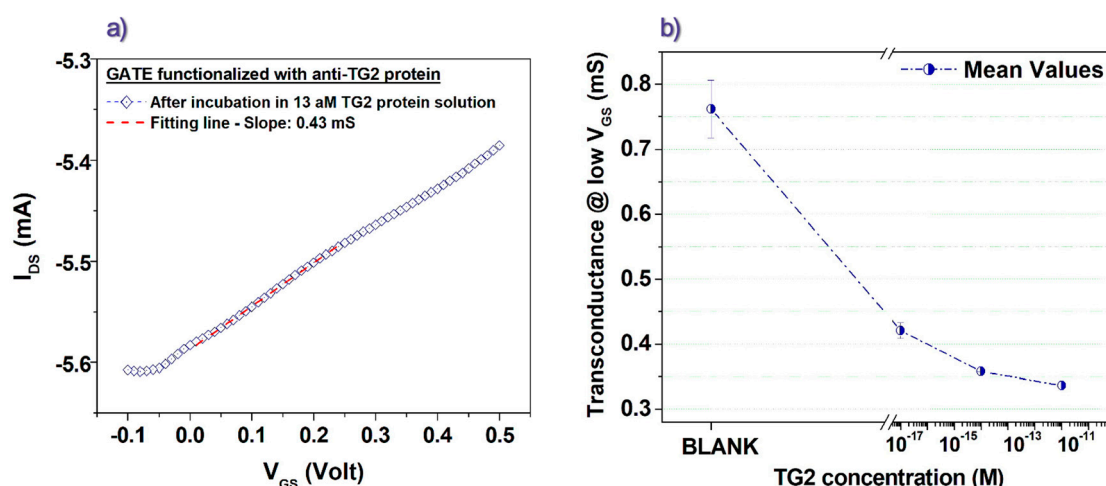 a)
GATE functionalized with anti-TG2 protein
After incubation in 13 aM TG2 protein solution
Fitting line - Slope: 0.43 mS
-5.3
-5.4
-5.5
-5.6
I_DS (mA)
-0.1 0.0 0.1 0.2 0.3 0.4 0.5
V_GS (Volt)
b)
Mean Values
0.8
0.7
0.6
0.5
0.4
0.3
Transconductance @ low V_GS (mS)
BLANK 10^-17 10^-15 10^-13 10^-11
TG2 concentration (M)